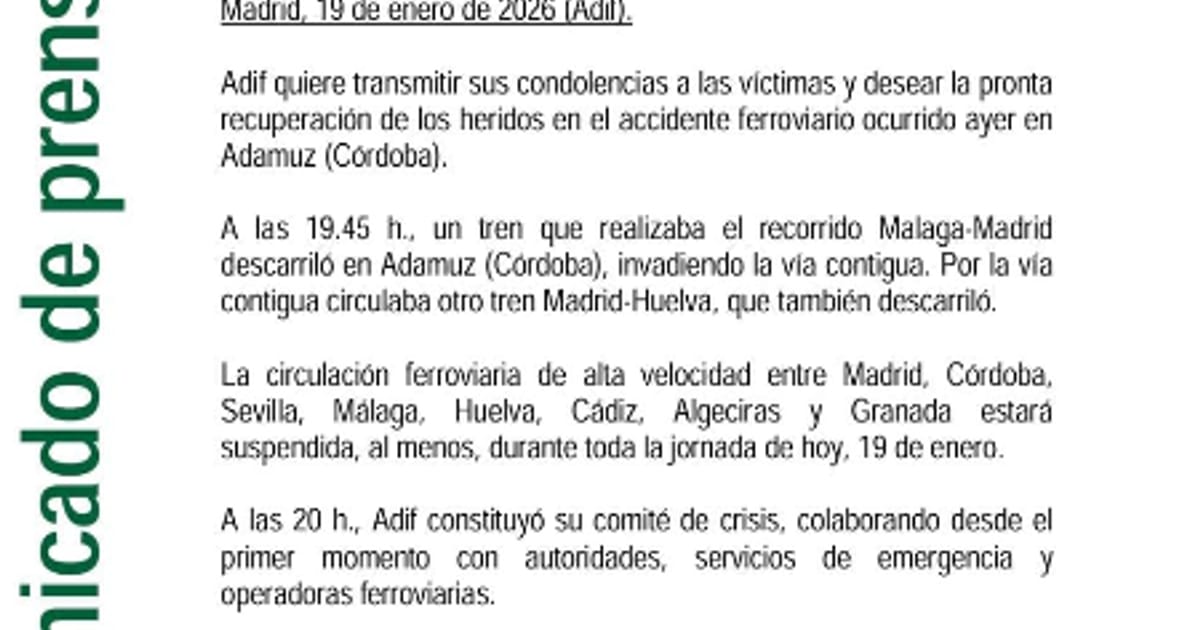 Madrid, 19 de enero de 2026 (Adif).
Adif quiere transmitir sus condolencias a las víctimas y desear la pronta
recuperación de los heridos en el accidente ferroviario ocurrido ayer en
Adamuz (Córdoba).
A las 19.45 h., un tren que realizaba el recorrido Malaga-Madrid
descarriló en Adamuz (Córdoba), invadiendo la vía contigua. Por la vía
contigua circulaba otro tren Madrid-Huelva, que también descarriló.
La circulación ferroviaria de alta velocidad entre Madrid, Córdoba,
Sevilla, Málaga, Huelva, Cádiz, Algeciras y Granada estará
suspendida, al menos, durante toda la jornada de hoy, 19 de enero.
A las 20 h., Adif constituyó su comité de crisis, colaborando desde el
primer momento con autoridades, servicios de emergencia y
operadoras ferroviarias.
nicado de prens